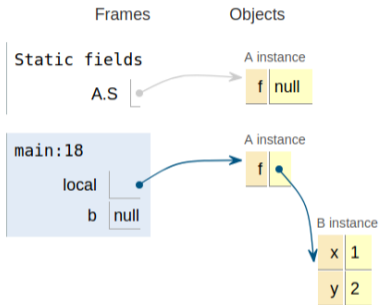 Frames Objects
Static fields
A instance
A.S
f null
main:18
A instance
local
f
b null
B instance
x 1
y 2